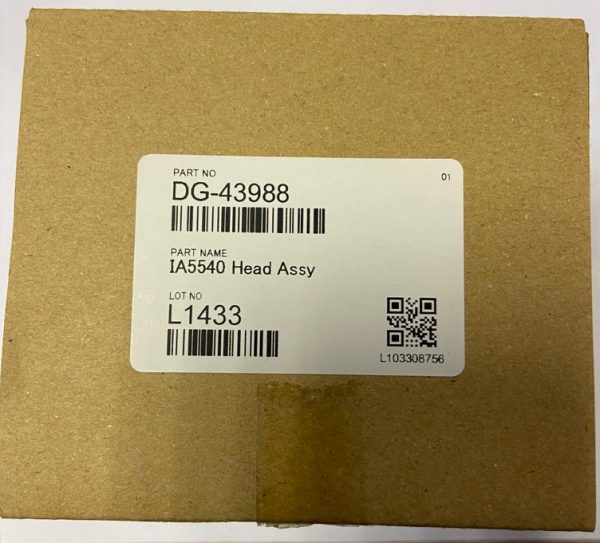 PART NO
01
DG-43988
PART NAME
IA5540 Head Assy
LOT NO
L1433
L103308756